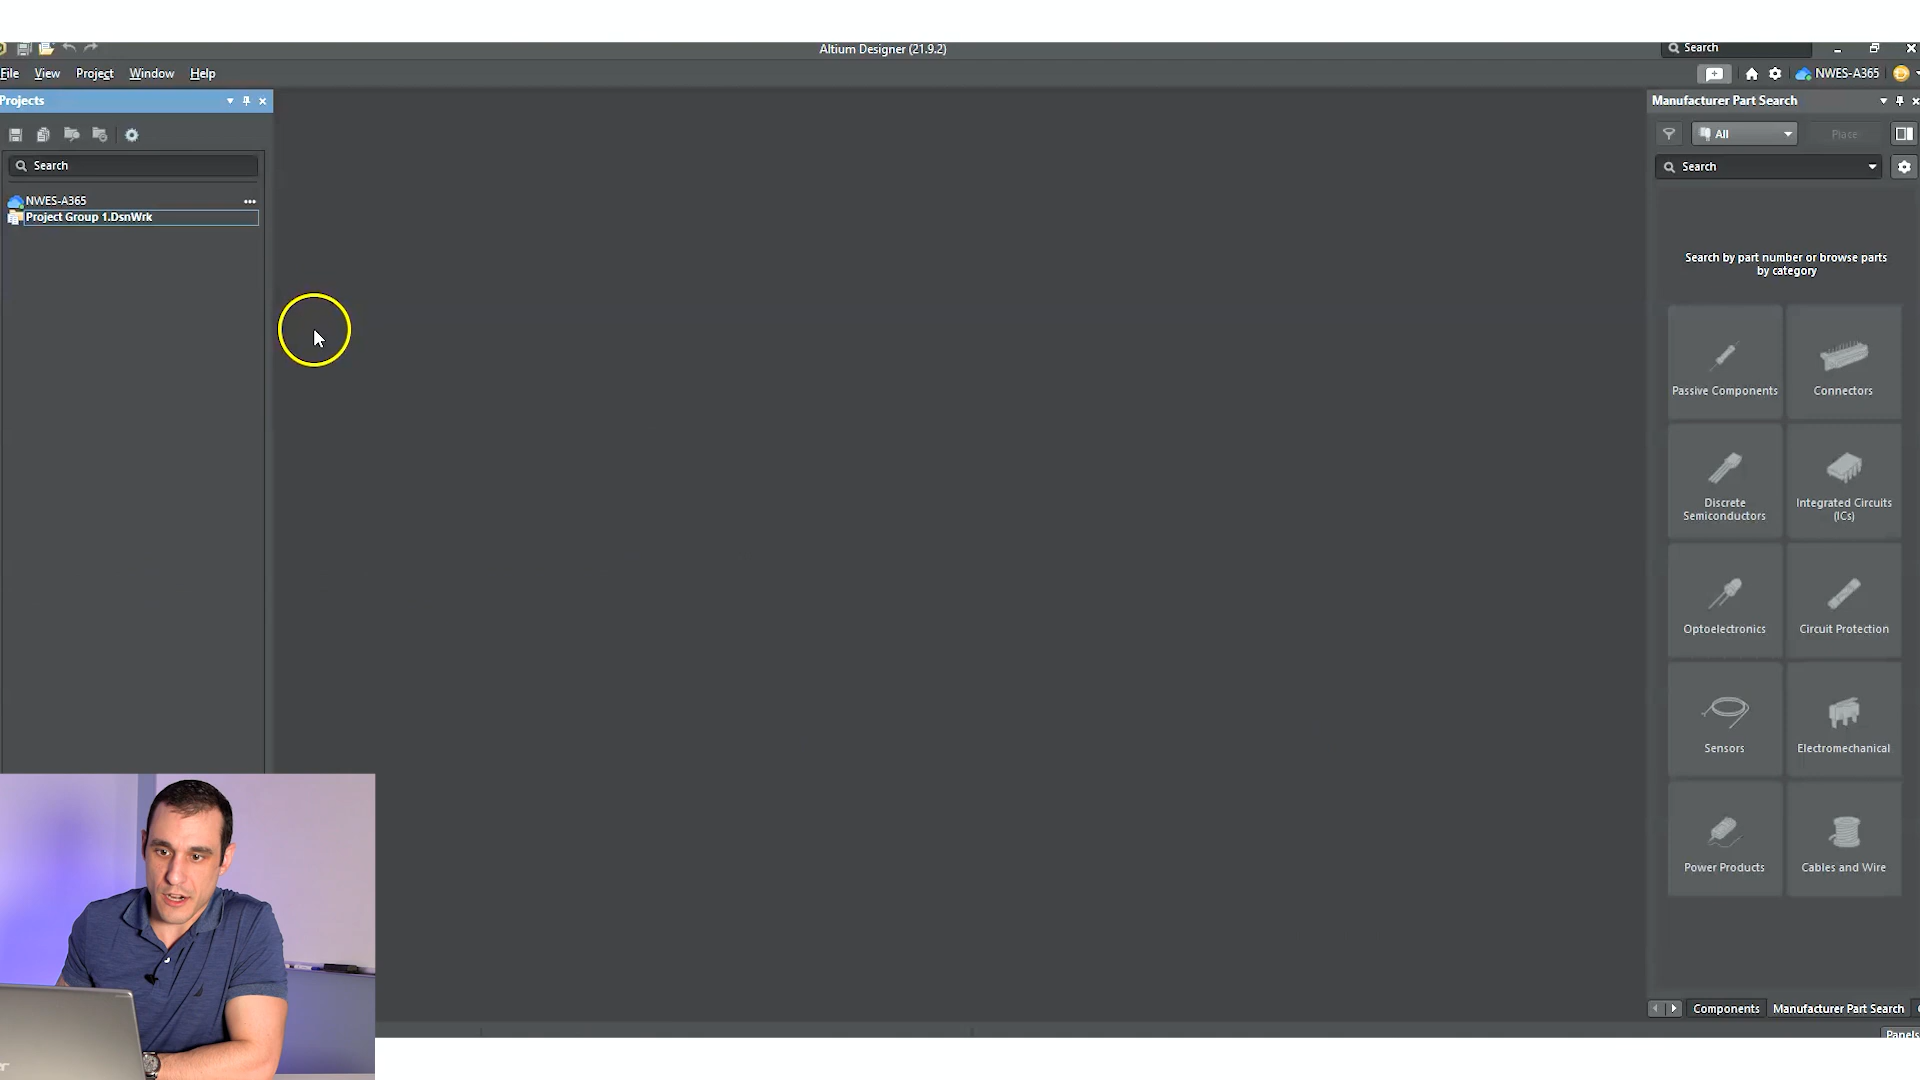 Altium Designer (21.9.2)
Search
File View Project Window Help
NWES-A365
Projects
Manufacturer Part Search
All
Place
Search
Search
NWES-A365
Project Group 1.DsnWrk
Search by part number or browse parts
by category
Passive Components
Connectors
Discrete
Semiconductors
Integrated Circuits
(ICs)
Optoelectronics
Circuit Protection
Sensors
Electromechanical
Power Products
Cables and Wire
Components
Manufacturer Part Search
Panels